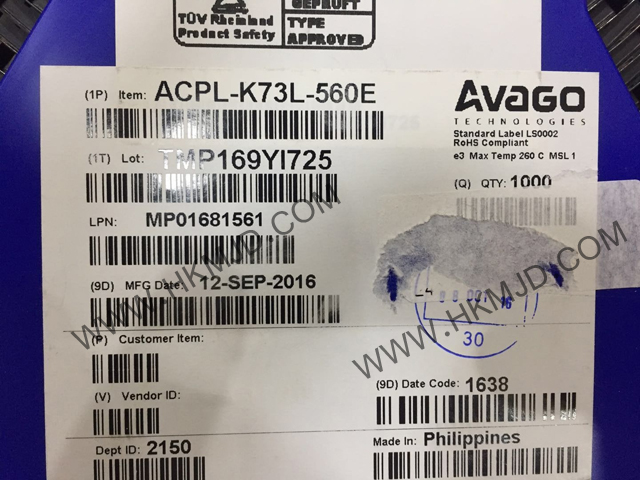 GEPRÜFT
TÜV Rheinland
Product Safety
TYPE
APPROVED
(1P) Item: ACPL-K73L-560E
AVAGO
TECHNOLOGIES
Standard Label LS0002
RoHS Compliant
e3 Max Temp 260 C MSL 1
(1T) Lot: TMP169YI725
(Q) QTY: 1000
LPN: MP01681561
(9D) MFG Date: 12-SEP-2016
(P) Customer Item:
30
(V) Vendor ID:
(9D) Date Code: 1638
Dept ID: 2150
Made In: Philippines
WWW.HKMJD.COM
WWW.HKMJD.COM